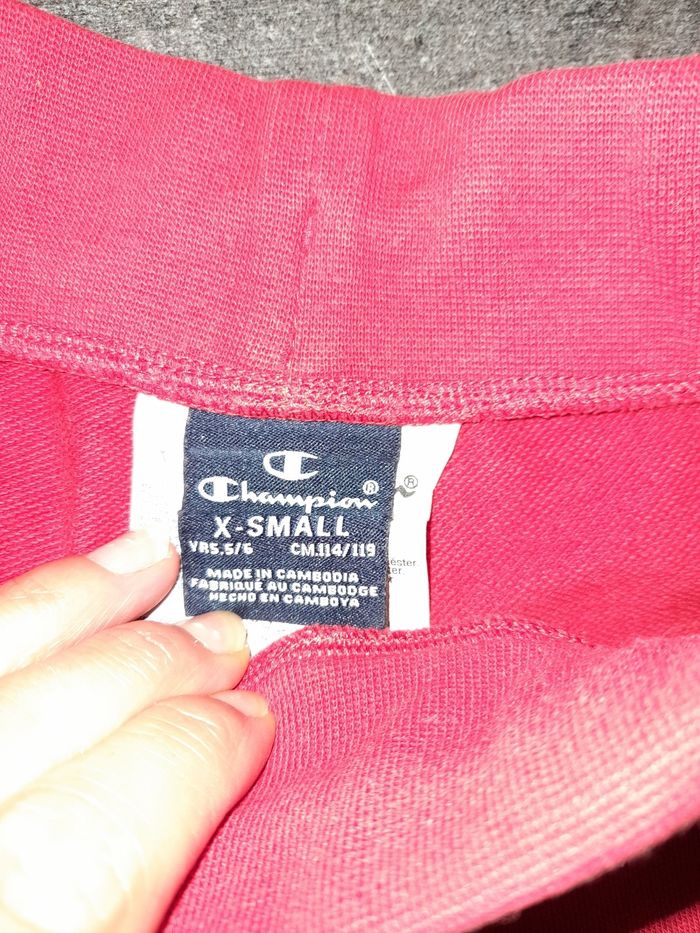 Champion®
X-SMALL
YRS.5/6 CM.114/119
MADE IN CAMBODIA
FABRIQUÉ AU CAMBODGE
HECHO EN CAMBOYA
®